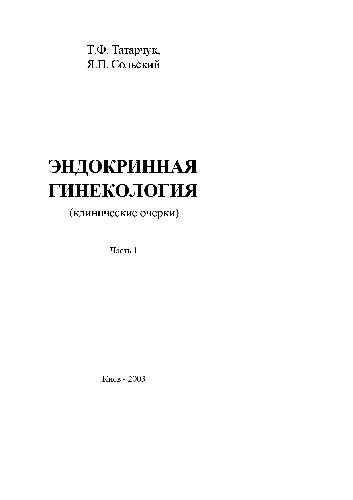 Т.Ф. Татарчук,
Я.П. Сольский
ЭНДОКРИННАЯ
ГИНЕКОЛОГИЯ
(клинические очерки)
Часть 1
Киев - 2003